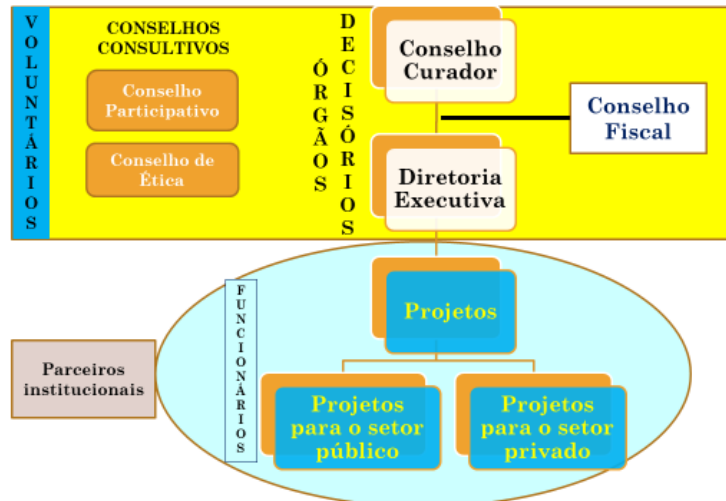 VOLUNTÁRIOS
CONSELHOS
CONSULTIVOS
Conselho
Participativo
Conselho de
Ética
ÓRGÃOS
DECISÓRIOS
Conselho
Curador
Conselho
Fiscal
Diretoria
Executiva
FUNCIONÁRIOS
Projetos
Parceiros
institucionais
Projetos
para o setor
público
Projetos
para o setor
privado